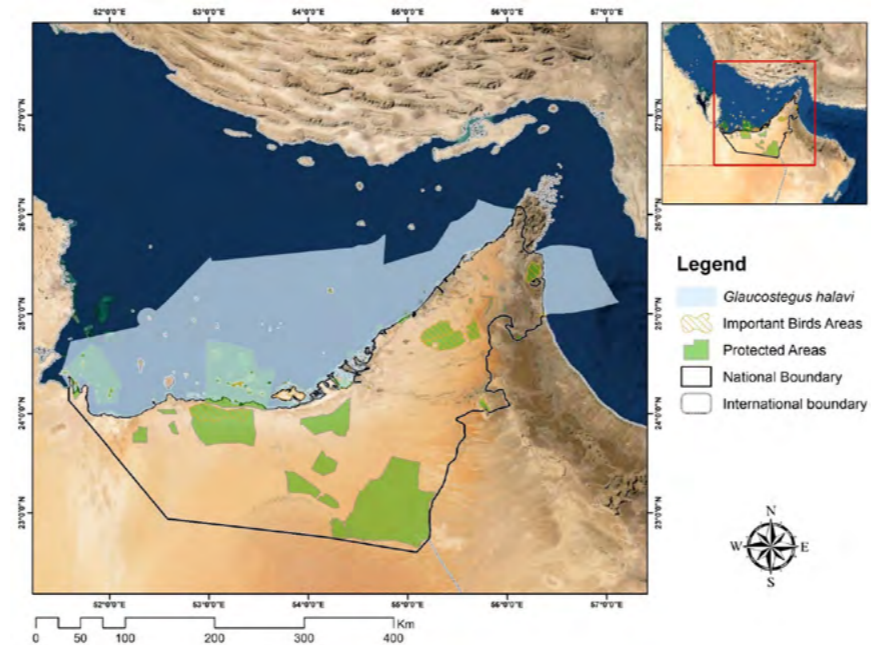 52°0'0"E 53°0'0"E 54°0'0"E 55°0'0"E 56°0'0"E 57°0'0"E
27°0'0"N
26°0'0"N
25°0'0"N
24°0'0"N
23°0'0"N
52°0'0"E 53°0'0"E 54°0'0"E 55°0'0"E 56°0'0"E 57°0'0"E
0 50 100 200 300 400
Km
Legend
Glaucostegus halavi
Important Birds Areas
Protected Areas
National Boundary
International boundary
N
W E
S